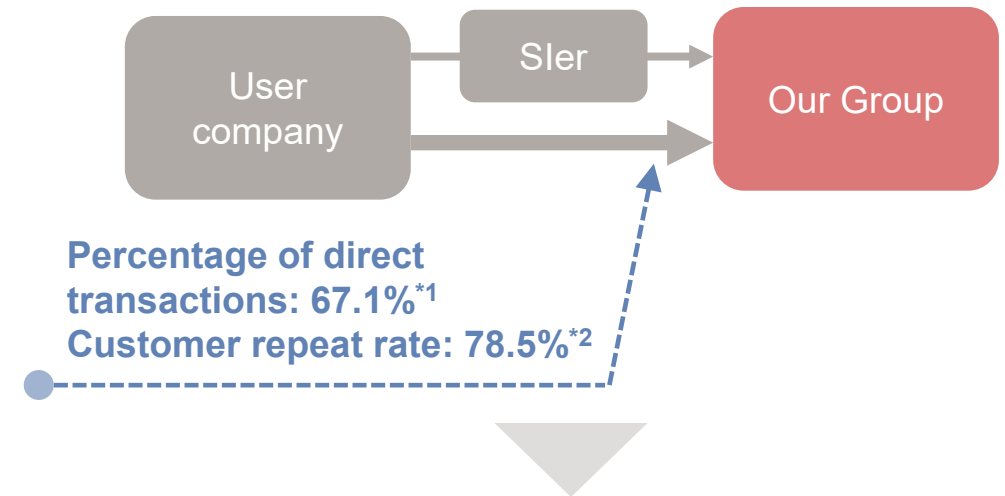 User
company
SIer
Our Group
Percentage of direct
transactions: 67.1%*1
Customer repeat rate: 78.5%*2